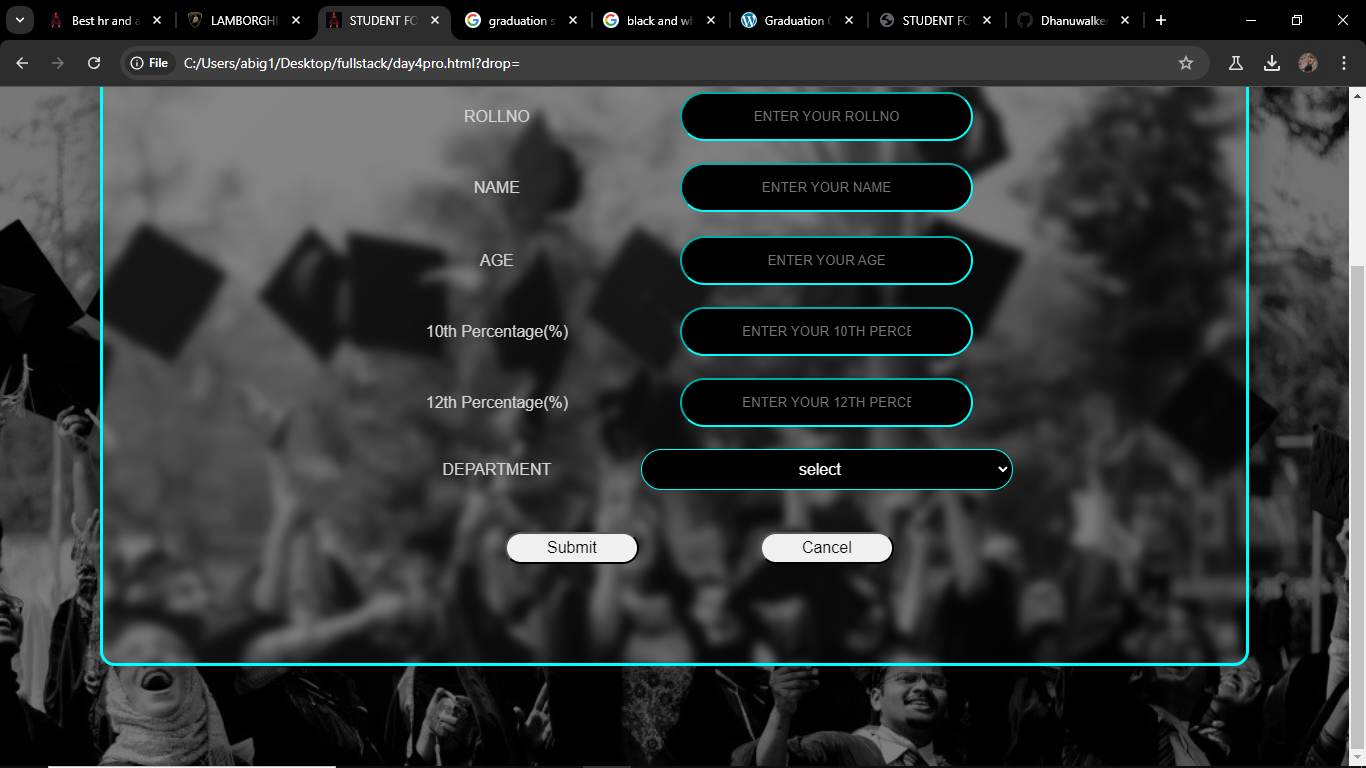 Best hr and a
LAMBORGHI
STUDENT FO
graduation s
black and wh
Graduation
STUDENT FO
Dhanuwalke
File
C:/Users/abig1/Desktop/fullstack/day4pro.html?drop=
ROLLNO
ENTER YOUR ROLLNO
NAME
ENTER YOUR NAME
AGE
ENTER YOUR AGE
10th Percentage(%)
ENTER YOUR 10TH PERCE
12th Percentage(%)
ENTER YOUR 12TH PERCE
DEPARTMENT
select
Submit
Cancel